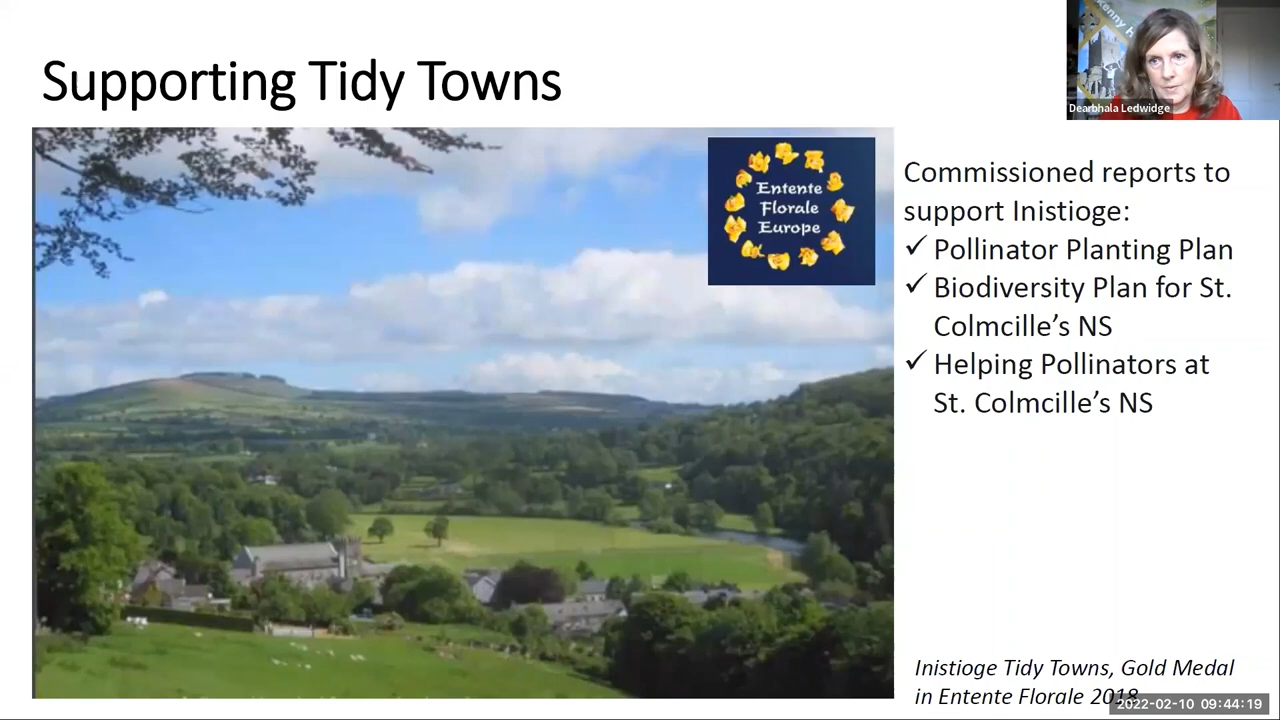 Supporting Tidy Towns
Dearbhala Ledwidge
Entente
Florale
Europe
Commissioned reports to
support Inistioge:
✓ Pollinator Planting Plan
✓ Biodiversity Plan for St.
Colmcille’s NS
✓ Helping Pollinators at
St. Colmcille’s NS
Inistioge Tidy Towns, Gold Medal
in Entente Florale 2018
2022-02-10 09:44:19